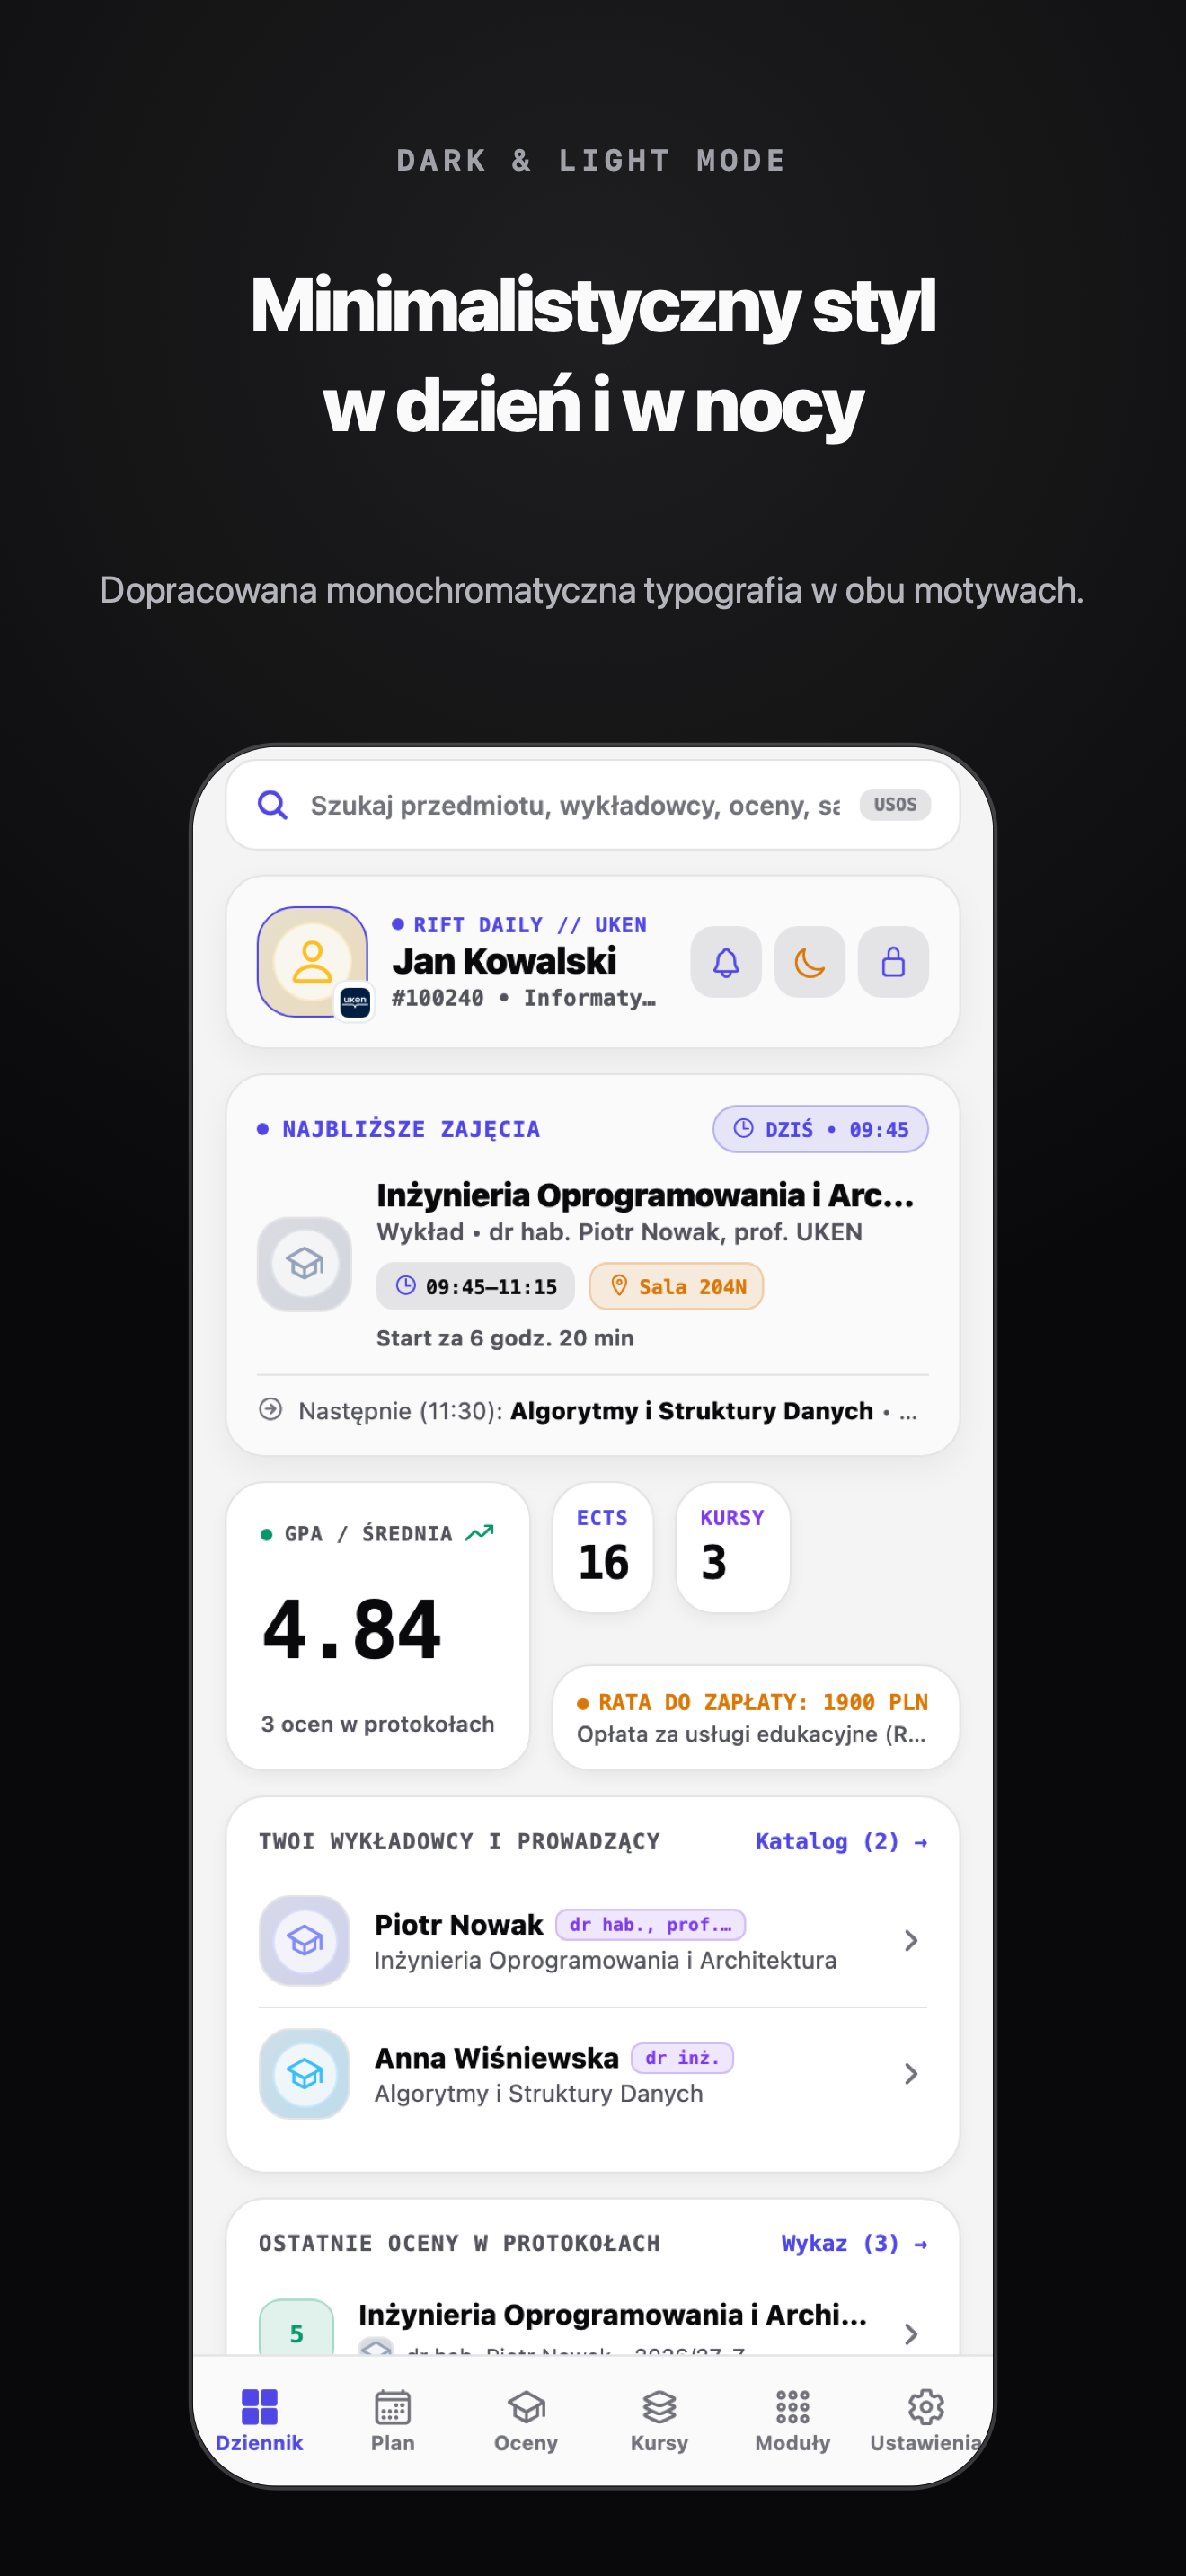 DARK & LIGHT MODE
Minimalistyczny styl
w dzień i w nocy
Dopracowana monochromatyczna typografia w obu motywach.
Szukaj przedmiotu, wykładowcy, oceny, sa
USOS
RIFT DAILY // UKEN
Jan Kowalski
#100240 • Informaty…
uken
NAJBLIŻSZE ZAJĘCIA
DZIŚ • 09:45
Inżynieria Oprogramowania i Arc…
Wykład • dr hab. Piotr Nowak, prof. UKEN
09:45–11:15
Sala 204N
Start za 6 godz. 20 min
Następnie (11:30): Algorytmy i Struktury Danych • …
GPA / ŚREDNIA
4.84
3 ocen w protokołach
ECTS
16
KURSY
3
RATA DO ZAPŁATY: 1900 PLN
Opłata za usługi edukacyjne (R…
TWOI WYKŁADOWCY I PROWADZĄCY
Katalog (2) →
Piotr Nowak
dr hab., prof.…
Inżynieria Oprogramowania i Architektura
Anna Wiśniewska
dr inż.
Algorytmy i Struktury Danych
OSTATNIE OCENY W PROTOKOŁACH
Wykaz (3) →
5
Inżynieria Oprogramowania i Archi…
dr hab. Piotr Nowak
Dziennik
Plan
Oceny
Kursy
Moduły
Ustawienia